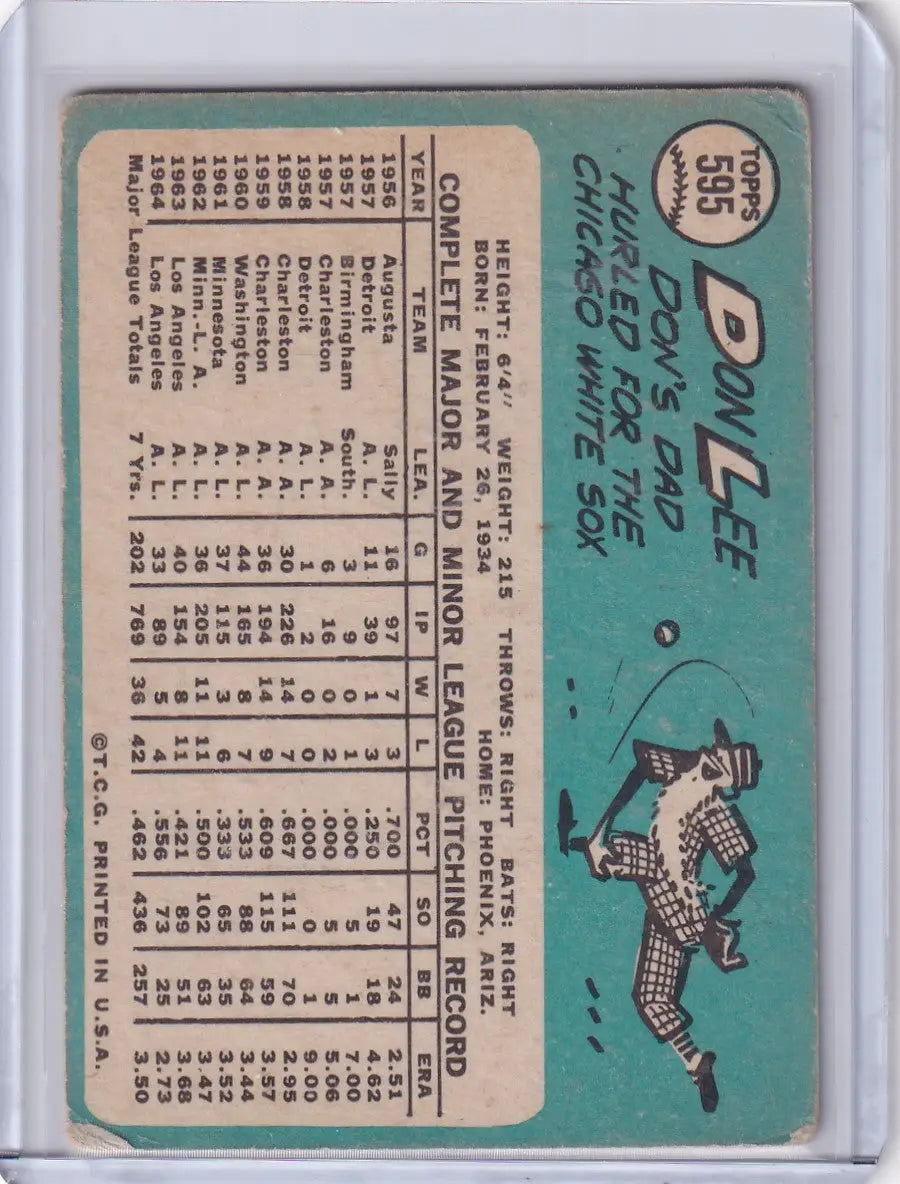 TOPPS
595
DON LEE
DON'S DAD
HURLED FOR THE
CHICAGO WHITE SOX
HEIGHT: 6'4" WEIGHT: 215 THROWS: RIGHT BATS: RIGHT
BORN: FEBRUARY 26, 1934 HOME: PHOENIX, ARIZ.
COMPLETE MAJOR AND MINOR LEAGUE PITCHING RECORD
YEAR TEAM LEA. G IP W L PCT SO BB ERA
1956 Augusta Sally 16 97 7 3 .700 47 24 2.51
1957 Detroit A. L. 11 39 1 3 .250 19 18 4.62
1957 Birmingham South. 3 9 0 1 .000 5 1 7.00
1957 Charleston A. A. 6 16 0 2 .000 5 5 5.06
1958 Detroit A. L. 1 2 0 0 .000 0 1 9.00
1958 Charleston A. A. 30 226 14 7 .667 111 70 2.95
1959 Charleston A. A. 36 194 14 9 .609 115 59 3.57
1960 Washington A. L. 44 165 8 7 .533 88 64 3.44
1961 Minnesota A. L. 37 115 3 6 .333 65 35 3.52
1962 Minn.-L. A. A. L. 36 205 11 11 .500 102 63 3.47
1963 Los Angeles A. L. 40 154 8 11 .421 89 51 3.68
1964 Los Angeles A. L. 33 89 5 4 .556 73 25 2.73
Major League Totals 7 Yrs. 202 769 36 42 .462 436 257 3.50
©T.C.G. PRINTED IN U.S.A.